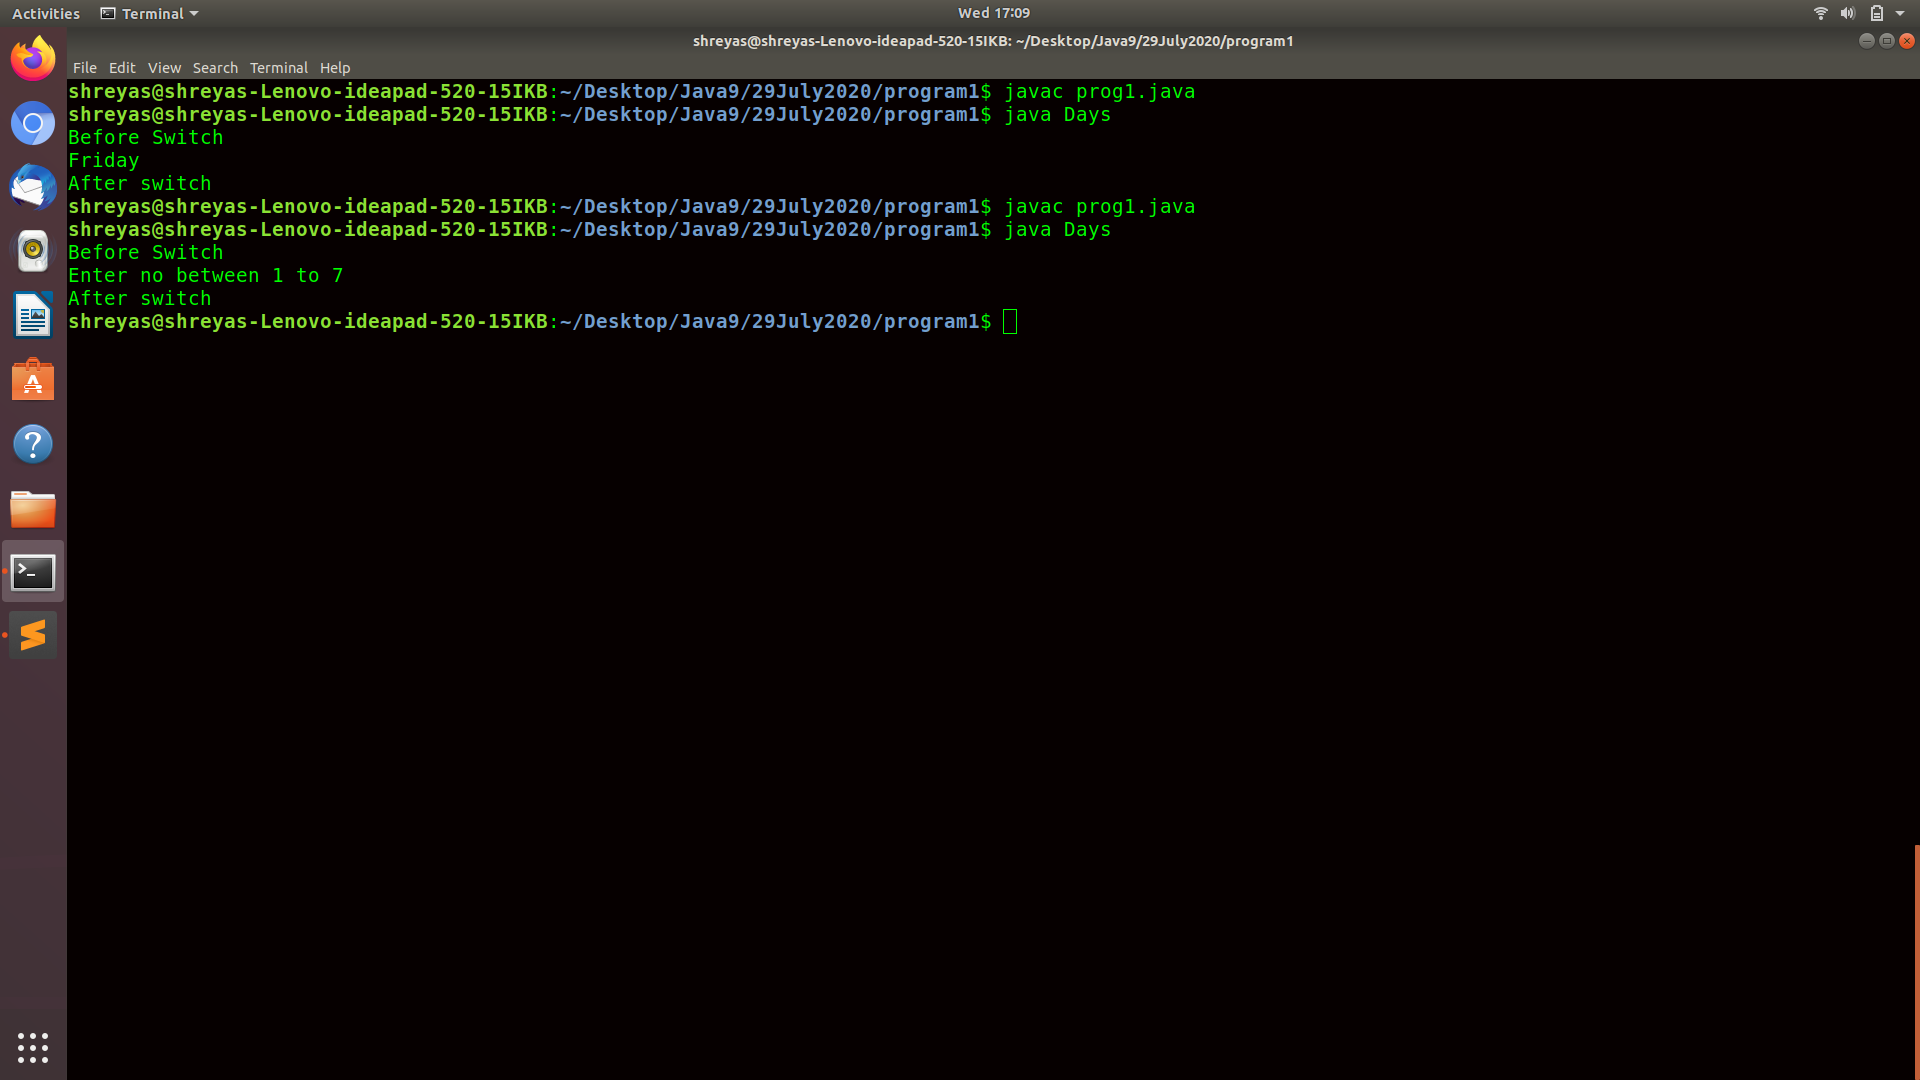 Activities Terminal Wed 17:09
shreyas@shreyas-Lenovo-ideapad-520-15IKB: ~/Desktop/Java9/29July2020/program1
File Edit View Search Terminal Help
shreyas@shreyas-Lenovo-ideapad-520-15IKB:~/Desktop/Java9/29July2020/program1$ javac prog1.java
shreyas@shreyas-Lenovo-ideapad-520-15IKB:~/Desktop/Java9/29July2020/program1$ java Days
Before Switch
Friday
After switch
shreyas@shreyas-Lenovo-ideapad-520-15IKB:~/Desktop/Java9/29July2020/program1$ javac prog1.java
shreyas@shreyas-Lenovo-ideapad-520-15IKB:~/Desktop/Java9/29July2020/program1$ java Days
Before Switch
Enter no between 1 to 7
After switch
shreyas@shreyas-Lenovo-ideapad-520-15IKB:~/Desktop/Java9/29July2020/program1$